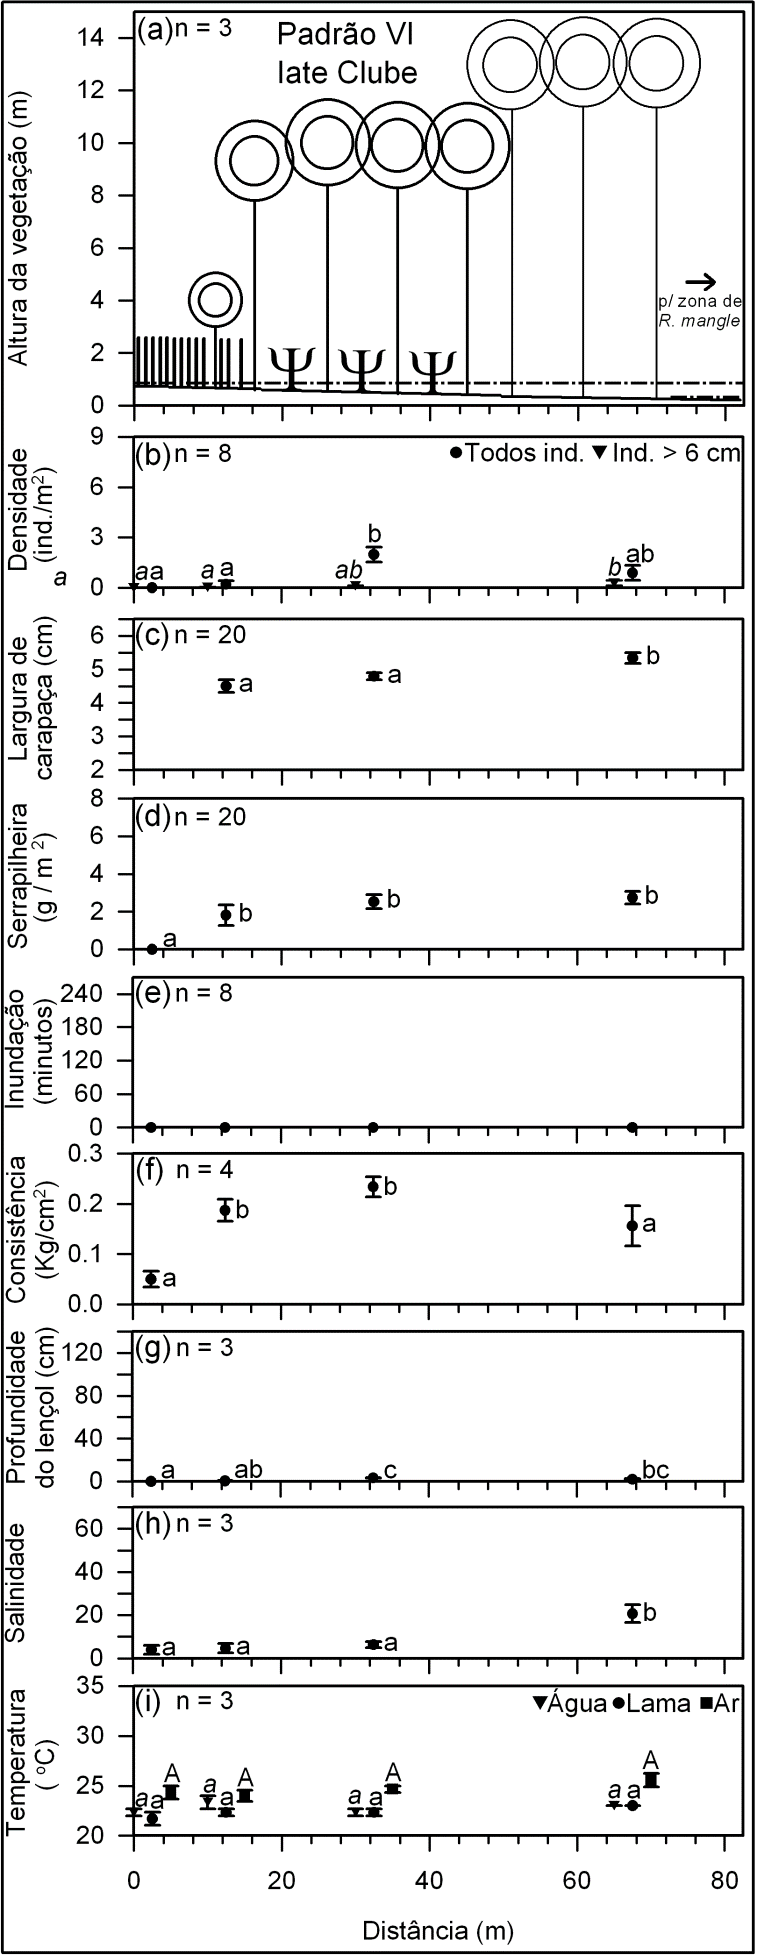 (a) n = 3
Padrão VI
Iate Clube
Altura da vegetação (m)
14
12
10
8
6
4
2
0
p/ zona de
R. mangle
(b) n = 8
Todos ind. Ind. > 6 cm
Densidade
(ind./m²)
a
9
6
3
0
a a a a ab b b ab
(c) n = 20
Largura de
carapaça (cm)
6
5
4
3
2
a a b
(d) n = 20
Serrapilheira
(g / m ²)
8
6
4
2
0
a b b b
(e) n = 8
Inundação
(minutos)
240
180
120
60
0
(f) n = 4
Consistência
(Kg/cm²)
0.3
0.2
0.1
0.0
a b b a
(g) n = 3
Profundidade
do lençol (cm)
120
80
40
0
a ab c bc
(h) n = 3
Salinidade
60
40
20
0
a a a b
(i) n = 3
Água Lama Ar
Temperatura
( ºC)
35
30
25
20
a a A a a A a a A a a A
0 20 40 60 80
Distância (m)